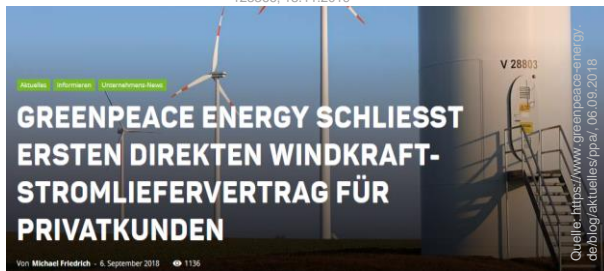 Aktuelles Informieren Unternehmens-News
GREENPEACE ENERGY SCHLIESST
ERSTEN DIREKTEN WINDKRAFT-
STROMLIEFERVERTRAG FÜR
PRIVATKUNDEN
Von Michael Friedrich - 6. September 2018 1136
V 28803
Quelle: https://www.greenpeace-energy.
de/blog/aktuelles/ppa/, 06.09.2018